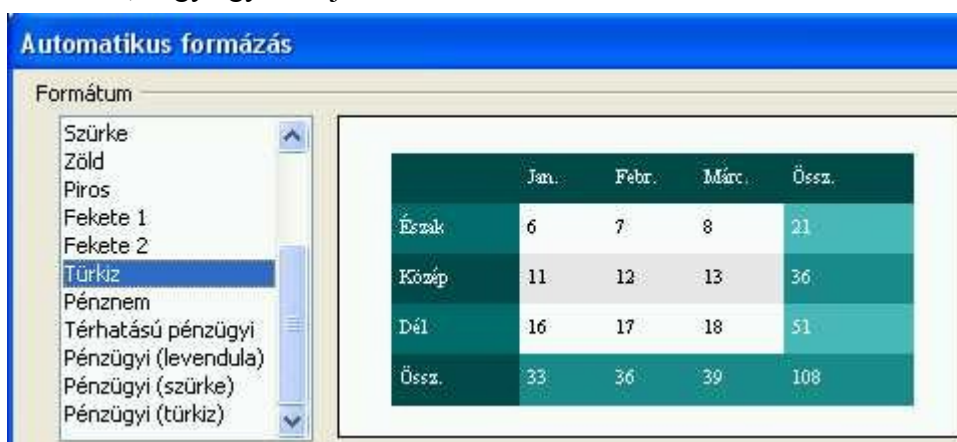 Automatikus formázás
Formátum
Szürke
Zöld
Piros
Fekete 1
Fekete 2
Türkiz
Pénznem
Térhatású pénzügyi
Pénzügyi (levendula)
Pénzügyi (szürke)
Pénzügyi (türkiz)
Jan. Febr. Márc. Össz.
Észak 6 7 8 21
Közép 11 12 13 36
Dél 16 17 18 51
Össz. 33 36 39 108